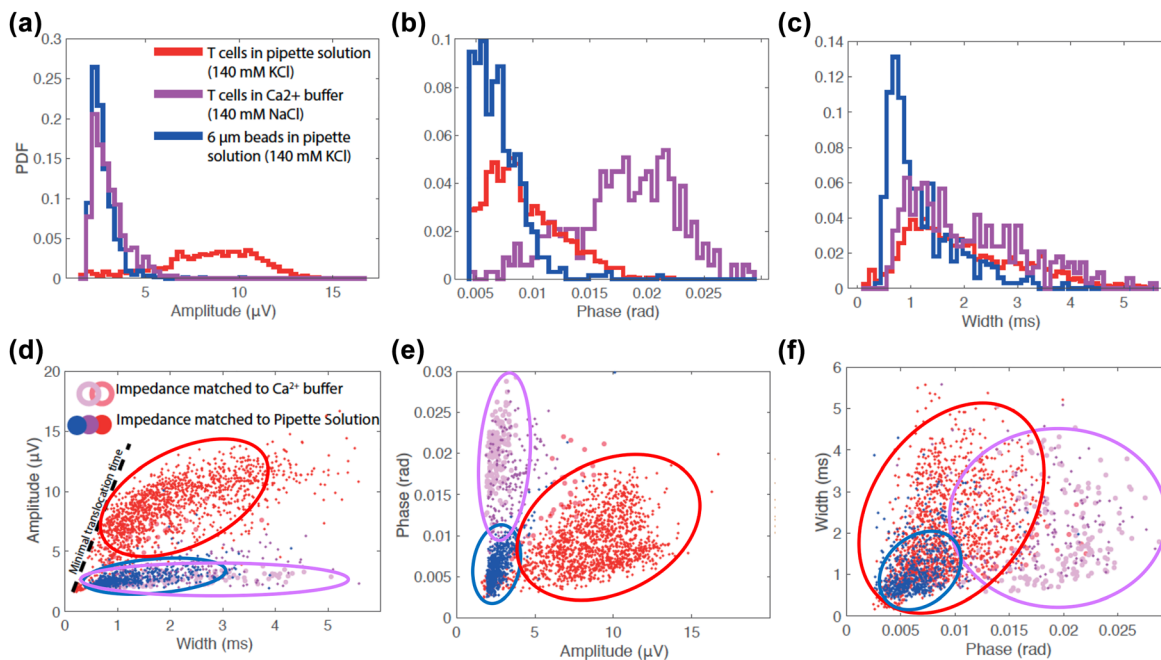 (a)
0.3
0.25
0.2
0.15
0.1
0.05
0
PDF
T cells in pipette solution
(140 mM KCl)
T cells in Ca2+ buffer
(140 mM NaCl)
6 µm beads in pipette
solution (140 mM KCl)
5
10
15
Amplitude (µV)
(b)
0.1
0.08
0.06
0.04
0.02
0
0.005
0.01
0.015
0.02
0.025
Phase (rad)
(c)
0.14
0.12
0.10
0.08
0.06
0.04
0.02
0
0
1
2
3
4
5
Width (ms)
(d)
20
15
10
5
0
Amplitude (µV)
Impedance matched to Ca²⁺ buffer
Impedance matched to Pipette Solution
Minimal translocation time
0
1
2
3
4
5
Width (ms)
(e)
0.03
0.025
0.02
0.015
0.01
0.005
0
Phase (rad)
0
5
10
15
Amplitude (µV)
(f)
6
5
4
3
2
1
0
Width (ms)
0
0.005
0.01
0.015
0.02
0.025
Phase (rad)